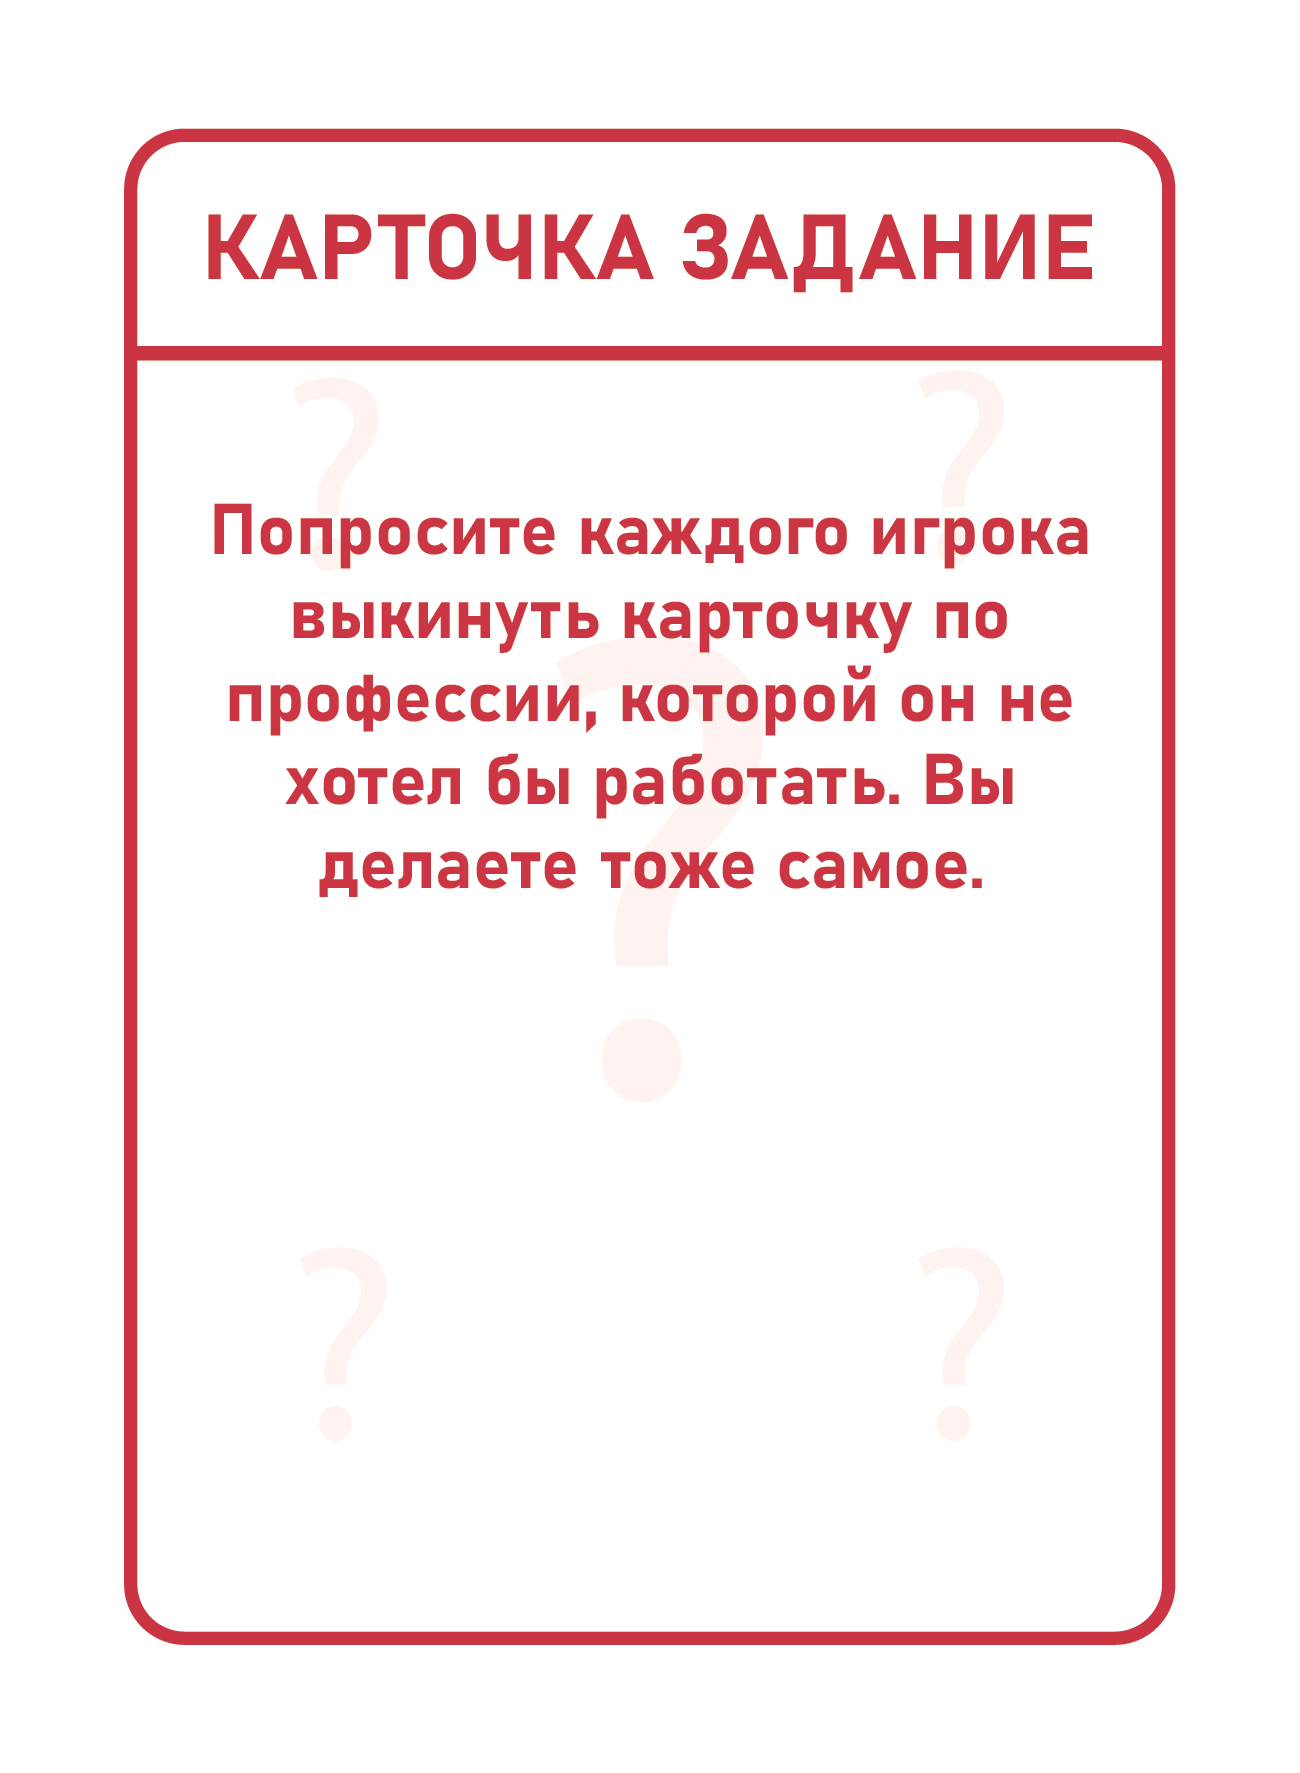 КАРТОЧКА ЗАДАНИЕ
?
?
Попросите каждого игрока
выкинуть карточку по
профессии, которой он не
хотел бы работать. Вы
делаете тоже самое.
?
?
?